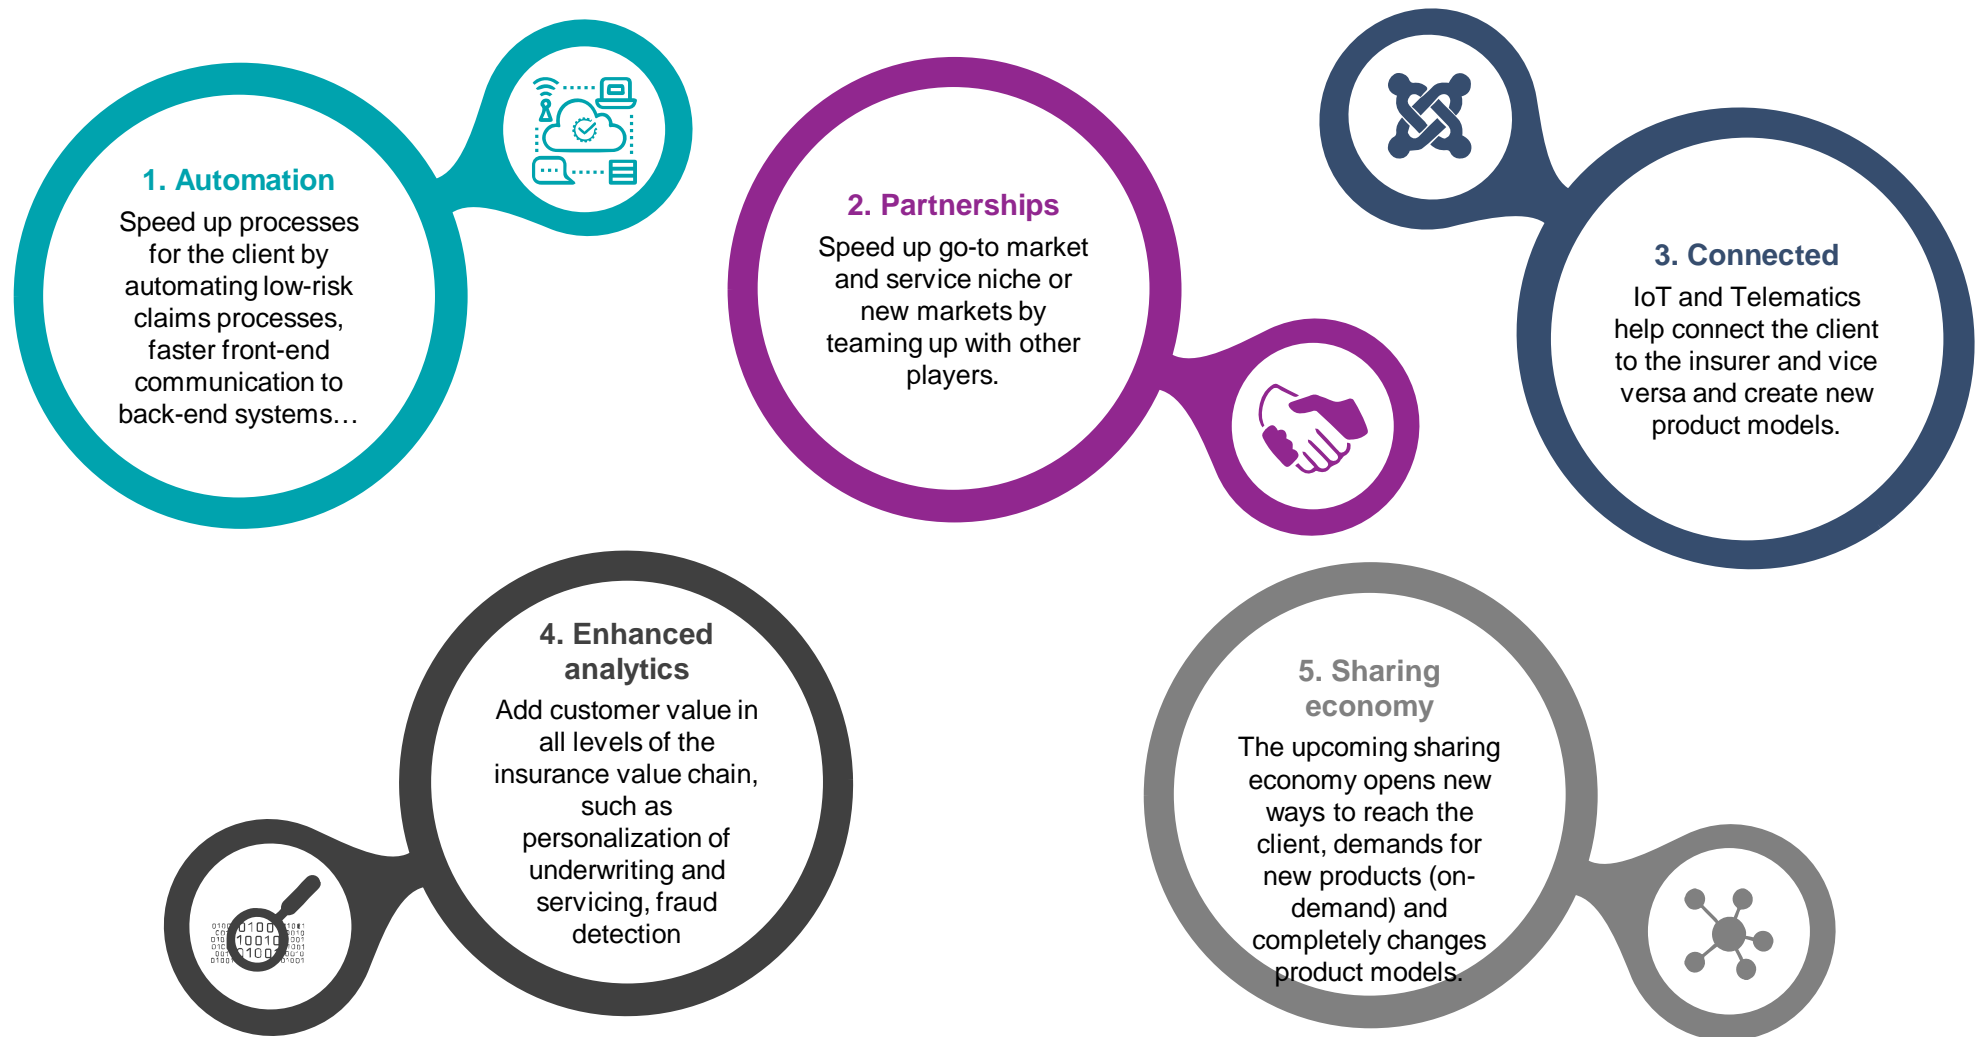 1. Automation
Speed up processes
for the client by
automating low-risk
claims processes,
faster front-end
communication to
back-end systems…
2. Partnerships
Speed up go-to market
and service niche or
new markets by
teaming up with other
players.
3. Connected
IoT and Telematics
help connect the client
to the insurer and vice
versa and create new
product models.
4. Enhanced
analytics
Add customer value in
all levels of the
insurance value chain,
such as
personalization of
underwriting and
servicing, fraud
detection
5. Sharing
economy
The upcoming sharing
economy opens new
ways to reach the
client, demands for
new products (on-
demand) and
completely changes
product models.